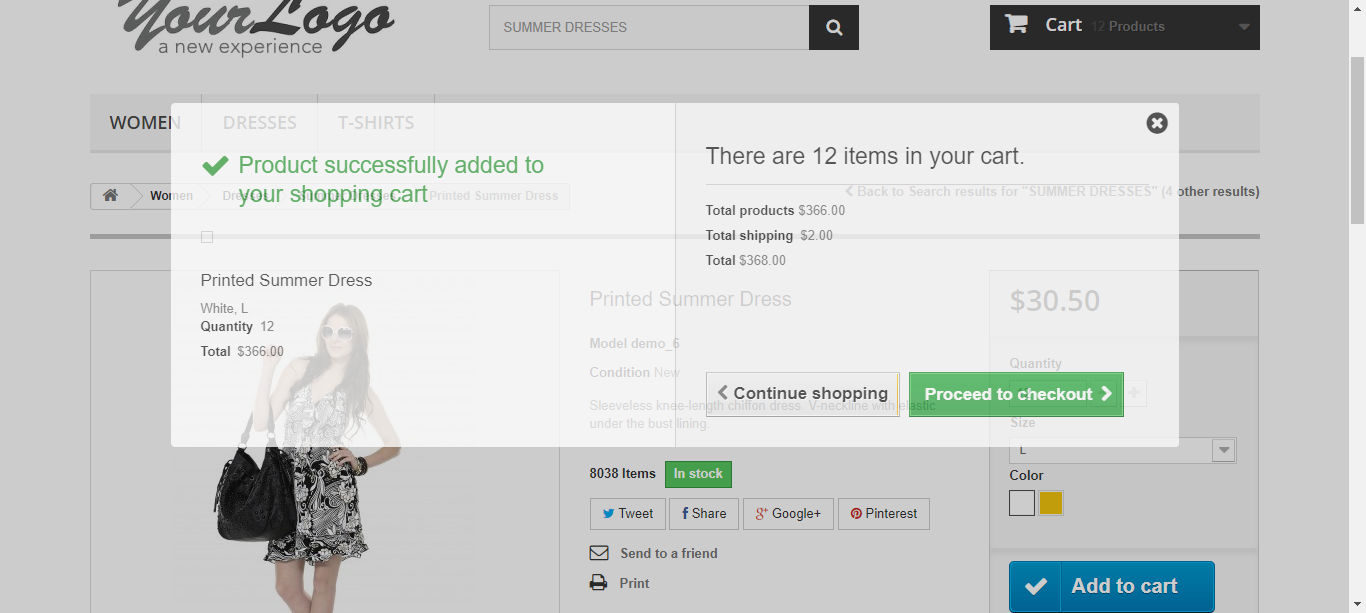 YourLogo
a new experience
SUMMER DRESSES
Cart 12 Products
WOMEN DRESSES T-SHIRTS
Product successfully added to
your shopping cart
Women
Dresses
Summer Dresses
Printed Summer Dress
Back to Search results for "SUMMER DRESSES" (4 other results)
There are 12 items in your cart.
Total products $366.00
Total shipping $2.00
Total $368.00
Printed Summer Dress
White, L
Quantity 12
Total $366.00
Continue shopping
Proceed to checkout
Printed Summer Dress
Model demo_6
Condition New
Sleeveless knee-length chiffon dress. V-neckline with elastic
under the bust lining.
8038 Items In stock
Tweet Share Google+ Pinterest
Send to a friend
Print
$30.50
Quantity
Size
L
Color
Add to cart